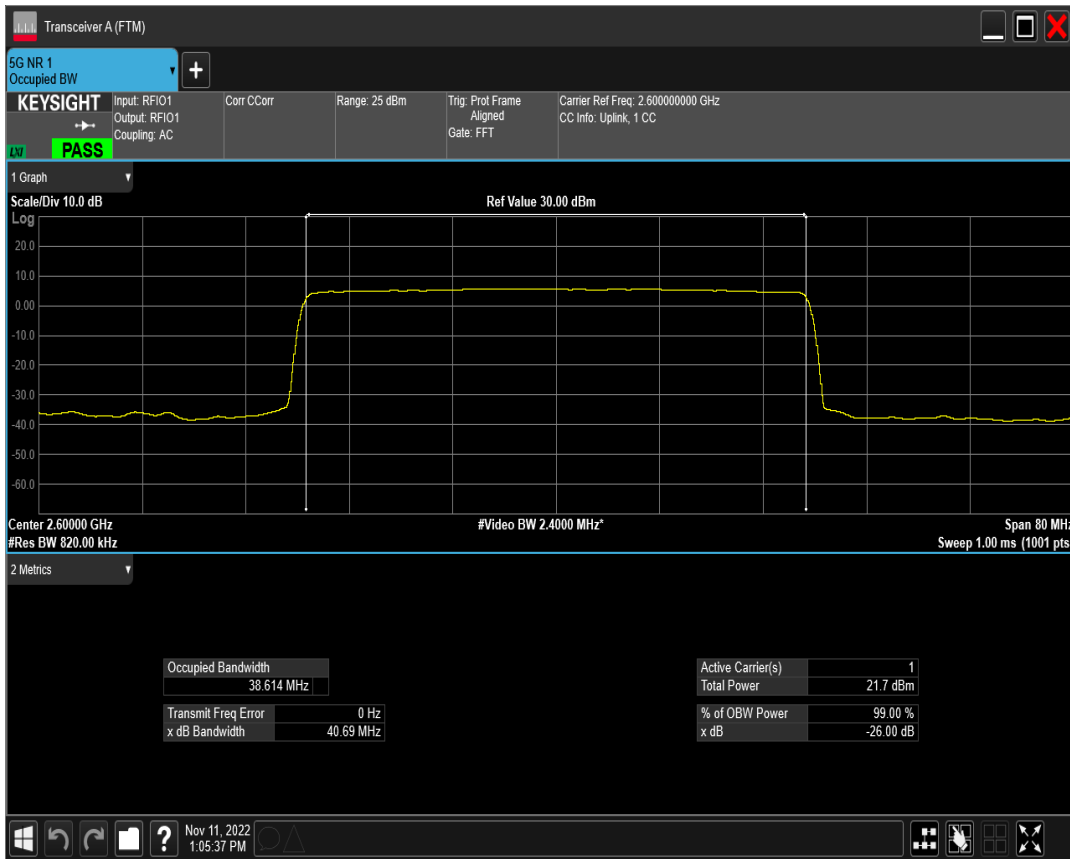 Transceiver A (FTM)
5G NR 1
Occupied BW
+
KEYSIGHT
Input: RFIO1
Output: RFIO1
Coupling: AC
Corr CCorr
Range: 25 dBm
Trig: Prot Frame
Aligned
Gate: FFT
Carrier Ref Freq: 2.600000000 GHz
CC Info: Uplink, 1 CC
LXI
PASS
1 Graph
Scale/Div 10.0 dB
Ref Value 30.00 dBm
Log
20.0
10.0
0.00
-10.0
-20.0
-30.0
-40.0
-50.0
-60.0
Center 2.60000 GHz
#Video BW 2.4000 MHz*
Span 80 MHz
#Res BW 820.00 kHz
Sweep 1.00 ms (1001 pts
2 Metrics
Occupied Bandwidth
38.614 MHz
Transmit Freq Error 0 Hz
x dB Bandwidth 40.69 MHz
Active Carrier(s) 1
Total Power 21.7 dBm
% of OBW Power 99.00 %
x dB -26.00 dB
?
Nov 11, 2022
1:05:37 PM